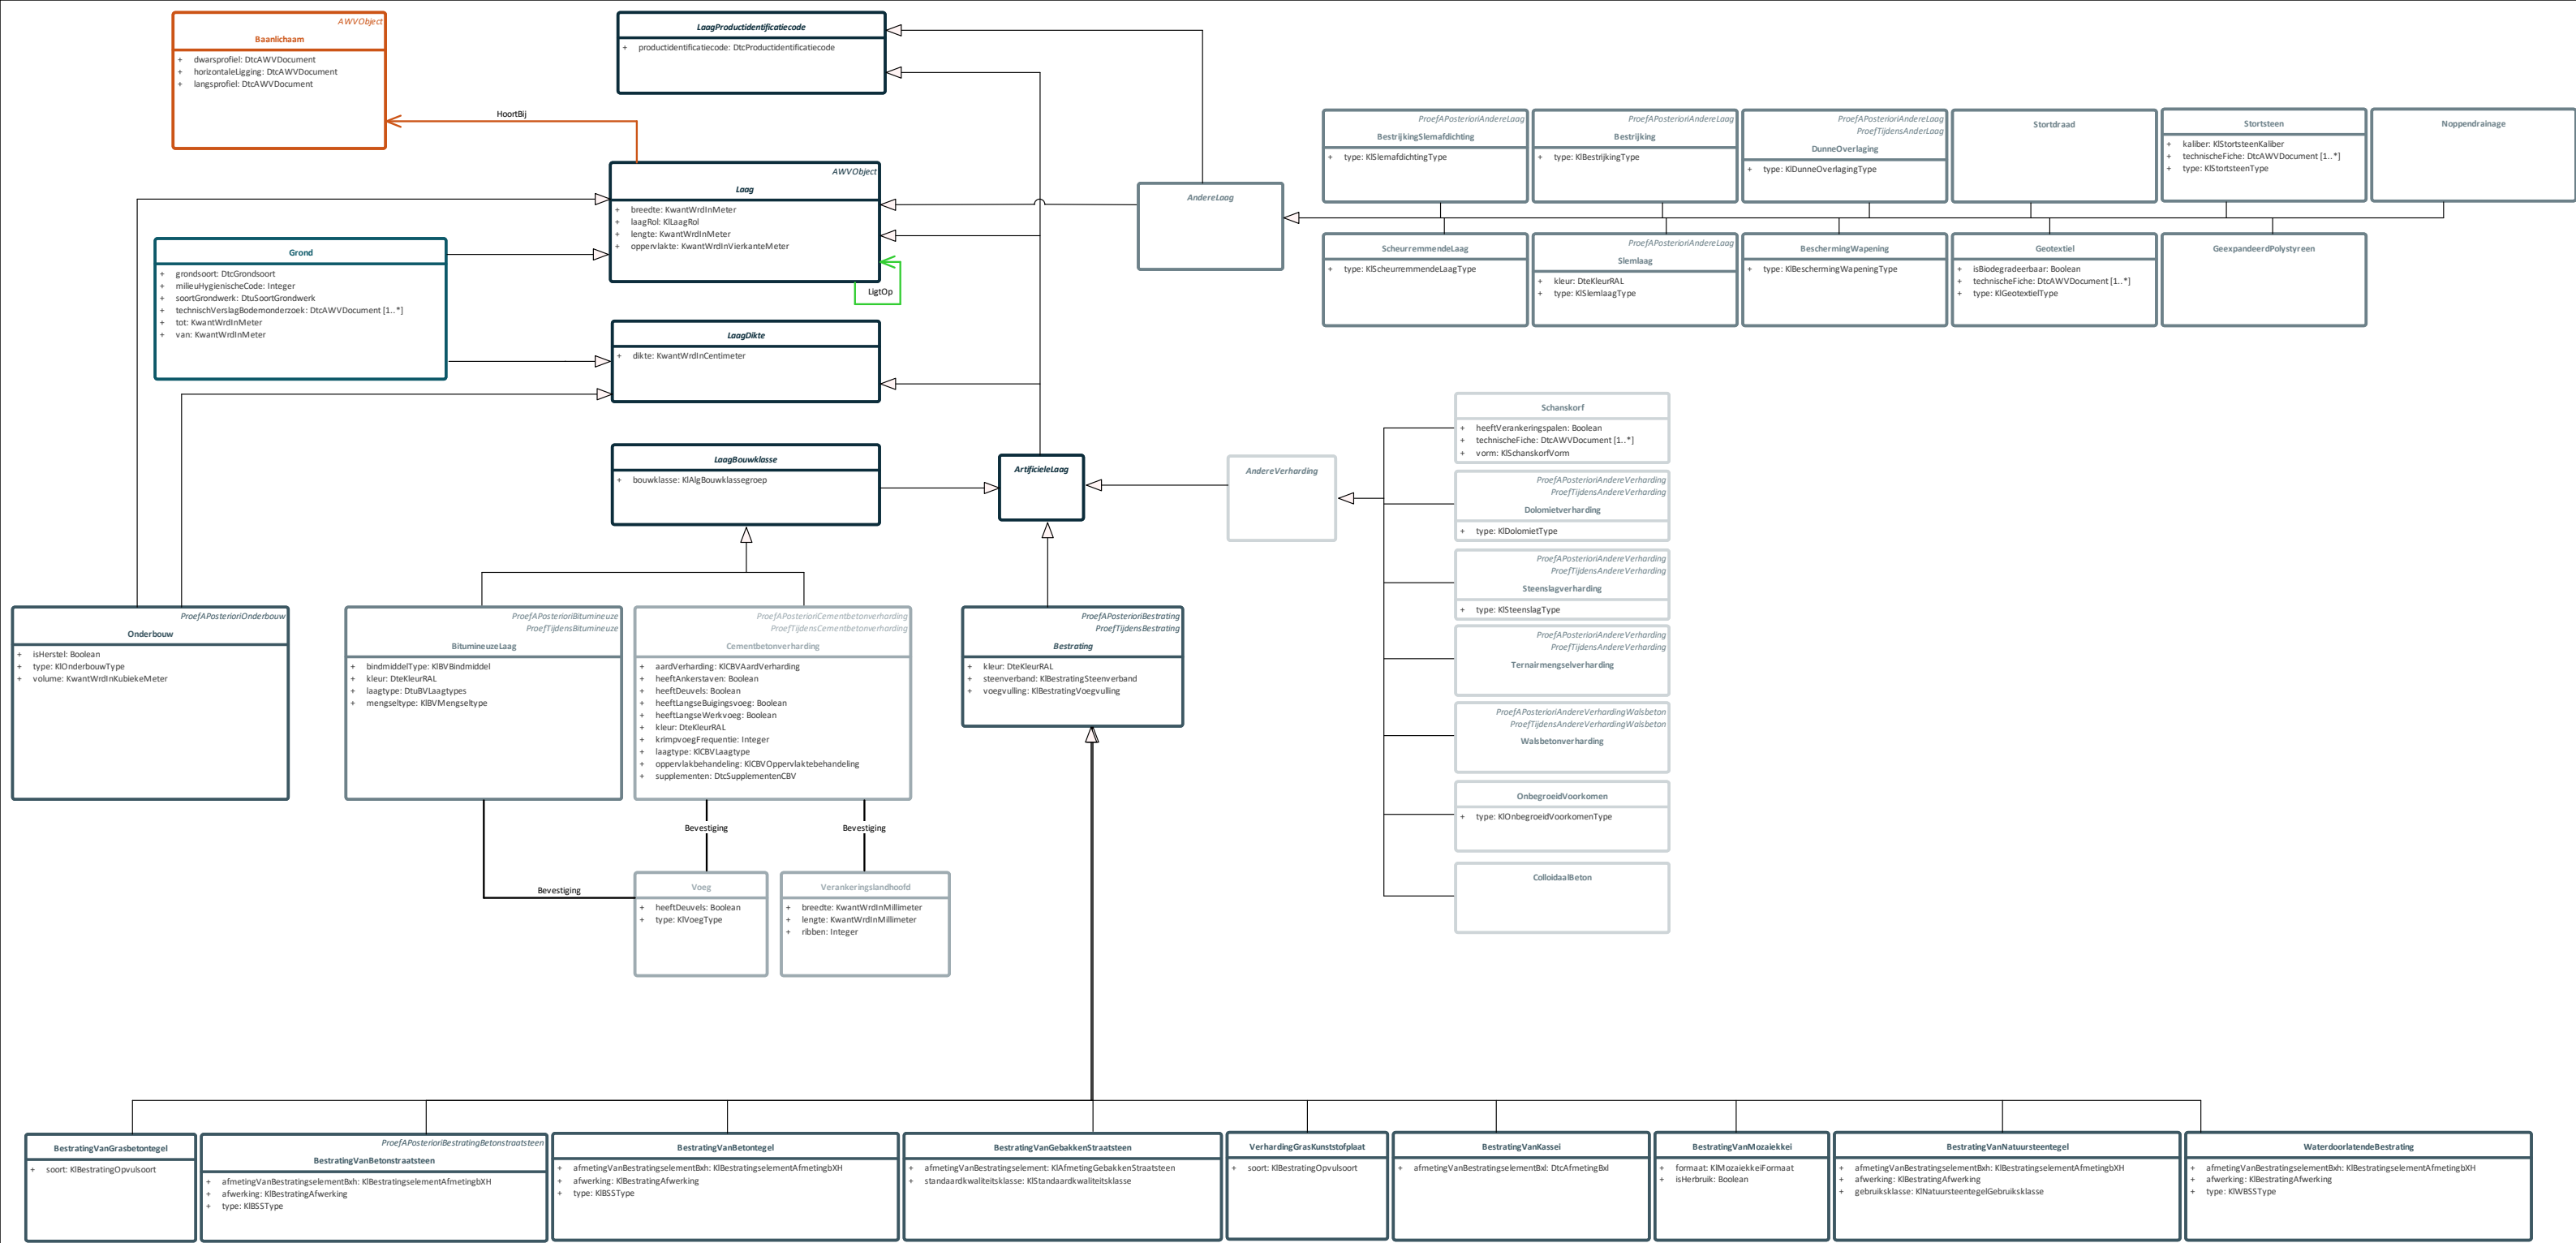 AWVObject
Baanlichaam
+ dwarsprofiel: DtcAWVDocument
+ horizontaleLigging: DtcAWVDocument
+ langsprofiel: DtcAWVDocument
LaagProductidentificatiecode
+ productidentificatiecode: DtcProductidentificatiecode
HoortBij
AWVObject
Laag
+ breedte: KwantWrdInMeter
+ laagRol: KlLaagRol
+ lengte: KwantWrdInMeter
+ oppervlakte: KwantWrdInVierkanteMeter
LigtOp
AndereLaag
ProefAPosterioriAndereLaag
BestrijkingSlemafdichting
+ type: KlSlemafdichtingType
ProefAPosterioriAndereLaag
Bestrijking
+ type: KlBestrijkingType
ProefAPosterioriAndereLaag
ProefTijdensAnderLaag
DunneOverlaging
+ type: KlDunneOverlagingType
Stortdraad
Stortsteen
+ kaliber: KlStortsteenKaliber
+ technischeFiche: DtcAWVDocument [1..*]
+ type: KlStortsteenType
Noppendrainage
ScheurremmendeLaag
+ type: KlScheurremmendeLaagType
ProefAPosterioriAndereLaag
Slemlaag
+ kleur: DteKleurRAL
+ type: KlSlemlaagType
BeschermingWapening
+ type: KlBeschermingWapeningType
Geotextiel
+ isBiodegradeerbaar: Boolean
+ technischeFiche: DtcAWVDocument [1..*]
+ type: KlGeotextielType
GeexpandeerdPolystyreen
Grond
+ grondsoort: DtcGrondsoort
+ milieuHygienischeCode: Integer
+ soortGrondwerk: DtuSoortGrondwerk
+ technischVerslagBodemonderzoek: DtcAWVDocument [1..*]
+ tot: KwantWrdInMeter
+ van: KwantWrdInMeter
LaagDikte
+ dikte: KwantWrdInCentimeter
LaagBouwklasse
+ bouwklasse: KlAlgBouwklassegroep
ArtificieleLaag
AndereVerharding
Schanskorf
+ heeftVerankeringspalen: Boolean
+ technischeFiche: DtcAWVDocument [1..*]
+ vorm: KlSchanskorfVorm
ProefAPosterioriAndereVerharding
ProefTijdensAndereVerharding
Dolomietverharding
+ type: KlDolomietType
ProefAPosterioriAndereVerharding
ProefTijdensAndereVerharding
Steenslagverharding
+ type: KlSteenslagType
ProefAPosterioriAndereVerharding
ProefTijdensAndereVerharding
Ternairmengselverharding
ProefAPosterioriAndereVerhardingWalsbeton
ProefTijdensAndereVerhardingWalsbeton
Walsbetonverharding
OnbegroeidVoorkomen
+ type: KlOnbegroeidVoorkomenType
ColloidaalBeton
ProefAPosterioriOnderbouw
Onderbouw
+ isHerstel: Boolean
+ type: KlOnderbouwType
+ volume: KwantWrdInKubiekeMeter
ProefAPosterioriBitumineuze
ProefTijdensBitumineuze
BitumineuzeLaag
+ bindmiddelType: KlBVBindmiddel
+ kleur: DteKleurRAL
+ laagtype: DtuBVLaagtypes
+ mengseltype: KlBVMengseltype
ProefAPosterioriCementbetonverharding
ProefTijdensCementbetonverharding
Cementbetonverharding
+ aardVerharding: KlCBVAardVerharding
+ heeftAnkerstaven: Boolean
+ heeftDeuvels: Boolean
+ heeftLangseBuigingsvoeg: Boolean
+ heeftLangseWerkvoeg: Boolean
+ kleur: DteKleurRAL
+ krimpvoegFrequentie: Integer
+ laagtype: KlCBVLaagtype
+ oppervlakbehandeling: KlCBVOppervlaktebehandeling
+ supplementen: DtcSupplementenCBV
ProefAPosterioriBestrating
ProefTijdensBestrating
Bestrating
+ kleur: DteKleurRAL
+ steenverband: KlBestratingSteenverband
+ voegvulling: KlBestratingVoegvulling
Bevestiging
Bevestiging
Bevestiging
Voeg
+ heeftDeuvels: Boolean
+ type: KlVoegType
Verankeringslandhoofd
+ breedte: KwantWrdInMillimeter
+ lengte: KwantWrdInMillimeter
+ ribben: Integer
BestratingVanGrasbetontegel
+ soort: KlBestratingOpvulsoort
ProefAPosterioriBestratingBetonstraatsteen
BestratingVanBetonstraatsteen
+ afmetingVanBestratingselementBxh: KlBestratingselementAfmetingbXH
+ afwerking: KlBestratingAfwerking
+ type: KlBSSType
BestratingVanBetontegel
+ afmetingVanBestratingselementBxh: KlBestratingselementAfmetingbXH
+ afwerking: KlBestratingAfwerking
+ type: KlBSSType
BestratingVanGebakkenStraatsteen
+ afmetingVanBestratingselement: KlAfmetingGebakkenStraatsteen
+ standaardkwaliteitsklasse: KlStandaardkwaliteitsklasse
VerhardingGrasKunststofplaat
+ soort: KlBestratingOpvulsoort
BestratingVanKassei
+ afmetingVanBestratingselementBxl: DtcAfmetingBxl
BestratingVanMozaiekkei
+ formaat: KlMozaiekkeiFormaat
+ isHerbruik: Boolean
BestratingVanNatuursteentegel
+ afmetingVanBestratingselementBxh: KlBestratingselementAfmetingbXH
+ afwerking: KlBestratingAfwerking
+ gebruiksklasse: KlNatuursteentegelGebruiksklasse
WaterdoorlatendeBestrating
+ afmetingVanBestratingselementBxh: KlBestratingselementAfmetingbXH
+ afwerking: KlBestratingAfwerking
+ type: KlWBSSType